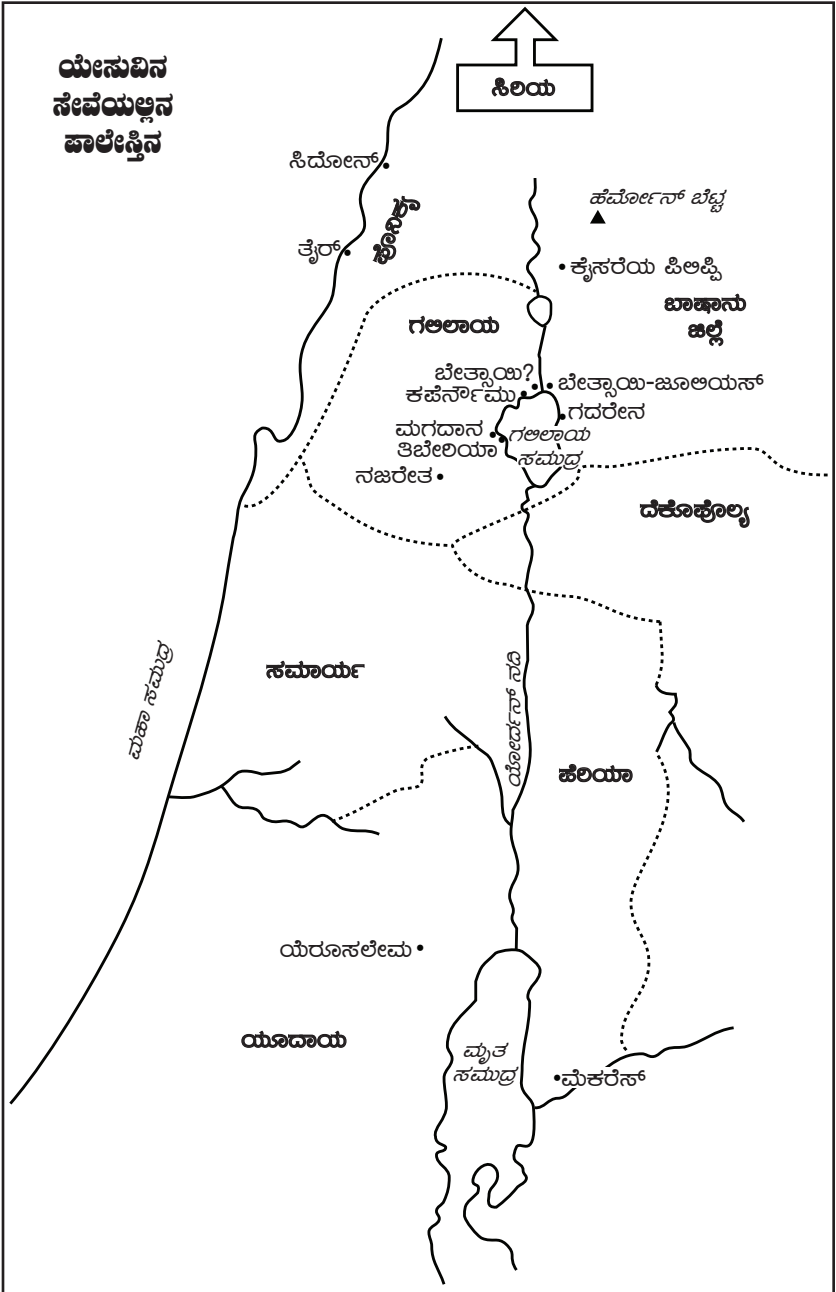 ಯೇಸುವಿನ
ಸೇವೆಯಲ್ಲಿನ
ಪಾಲೇಸ್ತಿನ
ಸಿರಿಯ
ಸಿದೋನ್
ಹೆರ್ಮೋನ್ ಬೆಟ್ಟ
ತೈರ್
ಕೈಸರೆಯ ಪಿಲಿಪ್ಪಿ
ಬಾಷಾನು
ಜಿಲ್ಲೆ
ಗಲಿಲಾಯ
ಬೇತ್ಸಾಯಿ?
ಬೇತ್ಸಾಯಿ-ಜೂಲಿಯಸ್
ಕಪೆರ್ನೌಮು
ಗದರೇನ
ಮಗದಾನ
ಗಲಿಲಾಯ
ತಿಬೇರಿಯಾ
ಸಮುದ್ರ
ನಜರೇತ
ದೆಕೊಪೊಲ್ಯ
ಸಮಾರ್ಯ
ಮಹಾ ಸಮುದ್ರ
ಯೋರ್ದನ್ ನದಿ
ಹೆರಿಯಾ
ಯೆರೂಸಲೇಮ
ಯೂದಾಯ
ಮೃತ
ಸಮುದ್ರ
ಮೆಕರೆಸ್